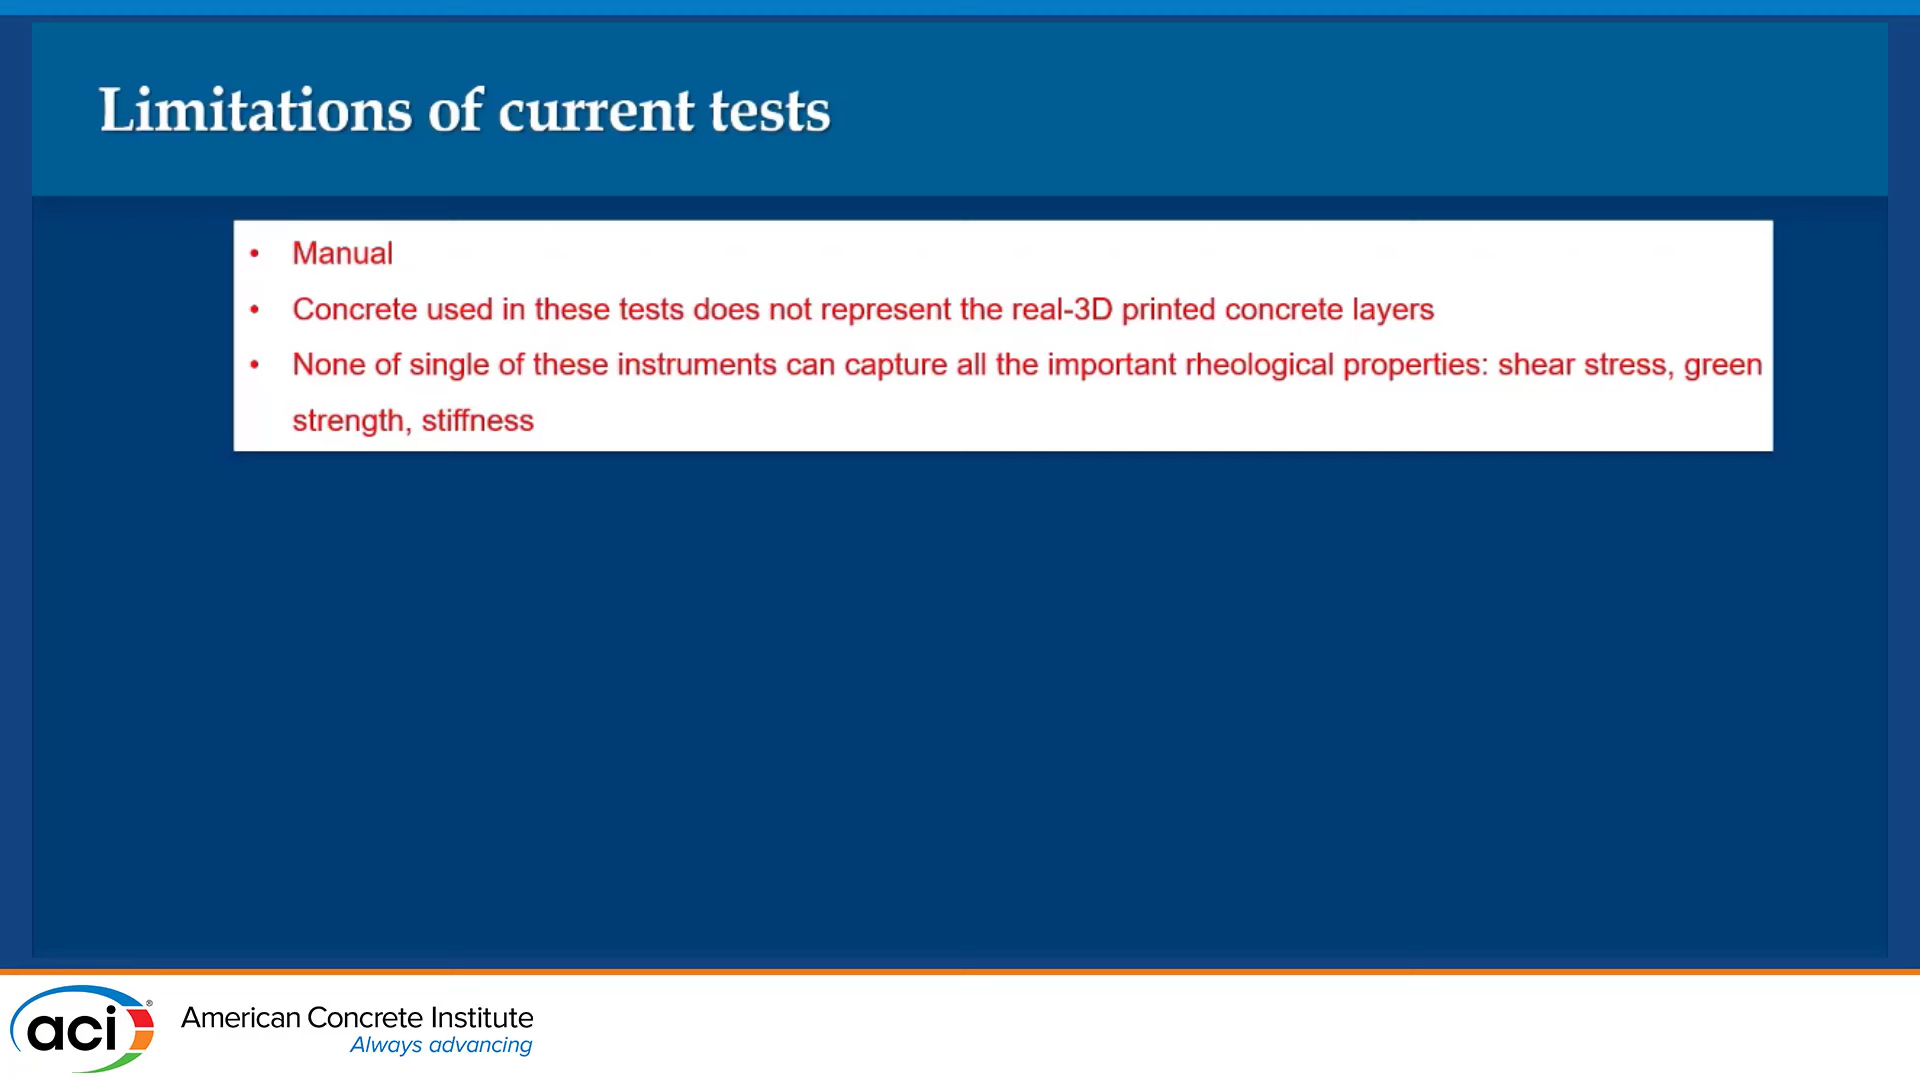 Limitations of current tests
• Manual
• Concrete used in these tests does not represent the real-3D printed concrete layers
• None of single of these instruments can capture all the important rheological properties: shear stress, green
strength, stiffness
aci®
American Concrete Institute
Always advancing